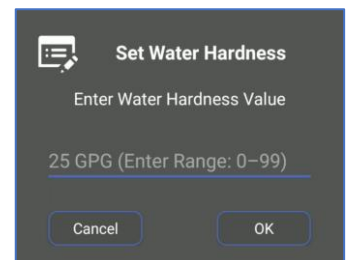 Set Water Hardness
Enter Water Hardness Value
25 GPG (Enter Range: 0–99)
Cancel
OK